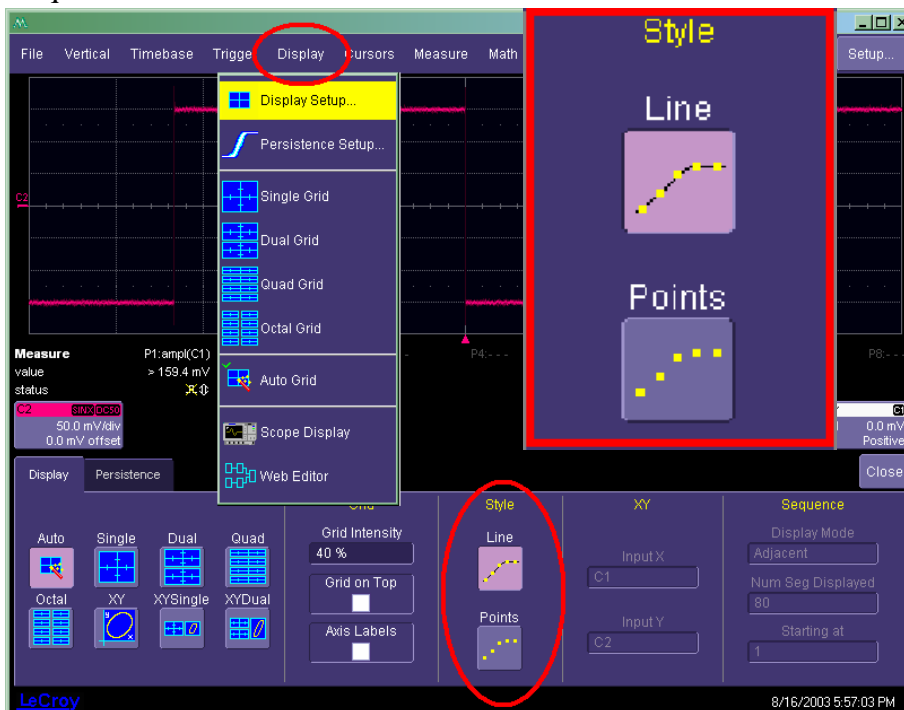 File Vertical Timebase Trigge Display Cursors Measure Math Setup...
Display Setup...
Persistence Setup...
Single Grid
Dual Grid
Quad Grid
Octal Grid
Auto Grid
Scope Display
Web Editor
Style
Line
Points
C2
Measure P1:ampl(C1) P4:--- P8:---
value > 159.4 mV
status
C2 SINX DC50
50.0 mV/div
0.0 mV offset
C1
0.0 mV
Positive
Close
Display Persistence
Auto Single Dual Quad
Octal XY XYSingle XYDual
Grid
Grid Intensity
40 %
Grid on Top
Axis Labels
Style
Line
Points
XY
Input X
C1
Input Y
C2
Sequence
Display Mode
Adjacent
Num Seg Displayed
80
Starting at
1
LeCroy 8/16/2003 5:57:03 PM